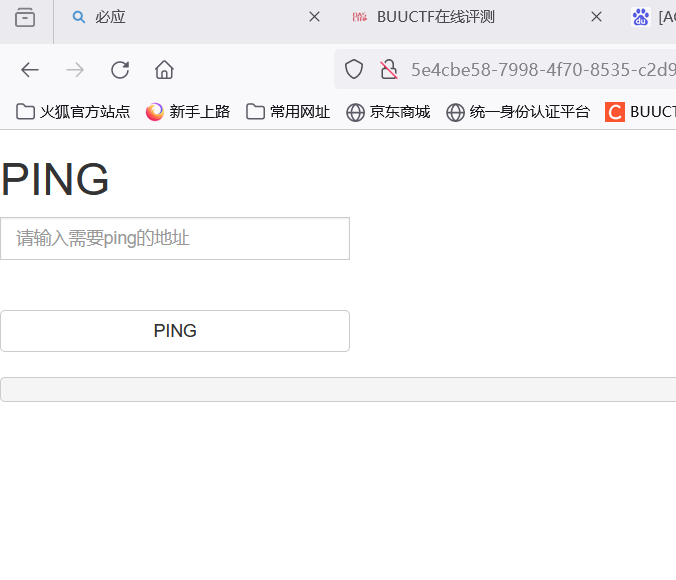 必应
BUUCTF在线评测
[A
5e4cbe58-7998-4f70-8535-c2d9
火狐官方站点 新手上路 常用网址 京东商城 统一身份认证平台 BUUCT
PING
请输入需要ping的地址
PING